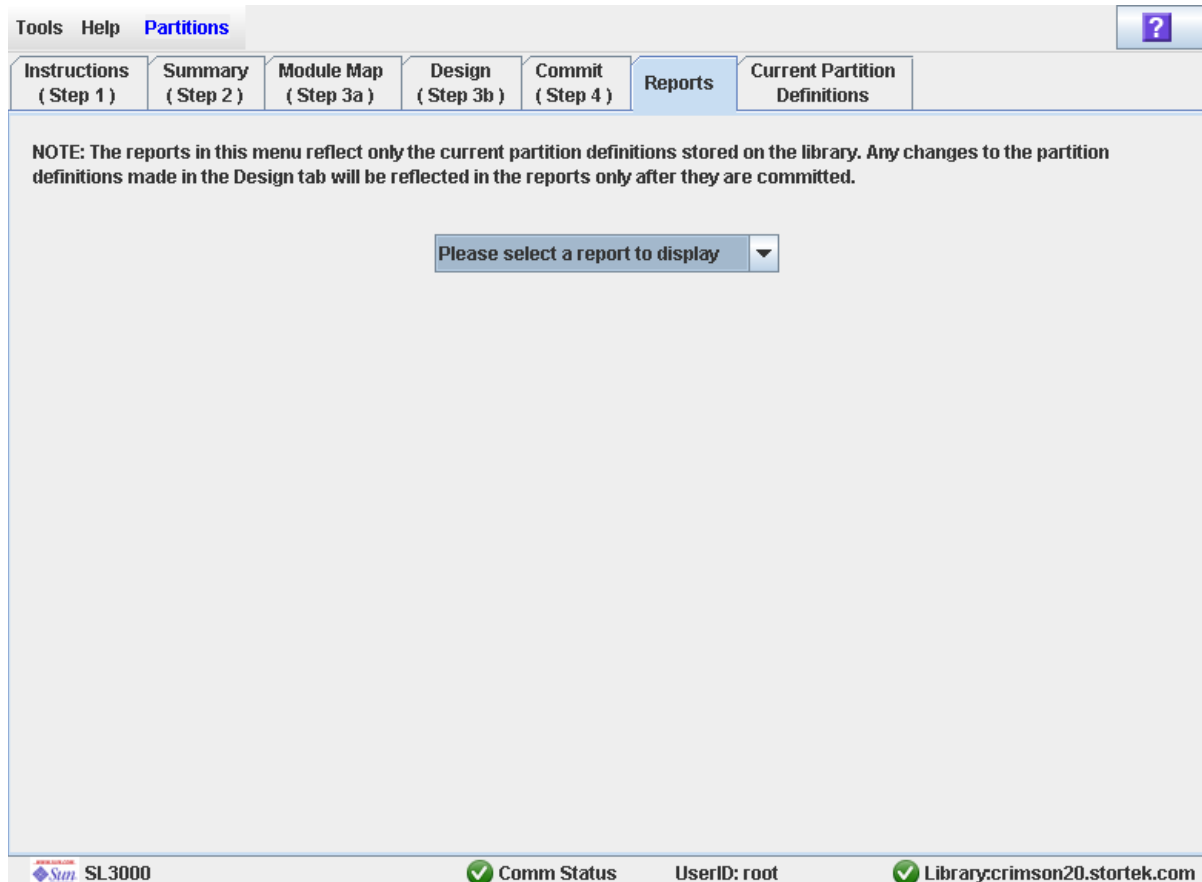 Tools Help Partitions
?
Instructions
( Step 1 )
Summary
( Step 2 )
Module Map
( Step 3a )
Design
( Step 3b )
Commit
( Step 4 )
Reports
Current Partition
Definitions
NOTE: The reports in this menu reflect only the current partition definitions stored on the library. Any changes to the partition
definitions made in the Design tab will be reflected in the reports only after they are committed.
Please select a report to display
Sun SL3000
Comm Status
UserID: root
Library:crimson20.stortek.com